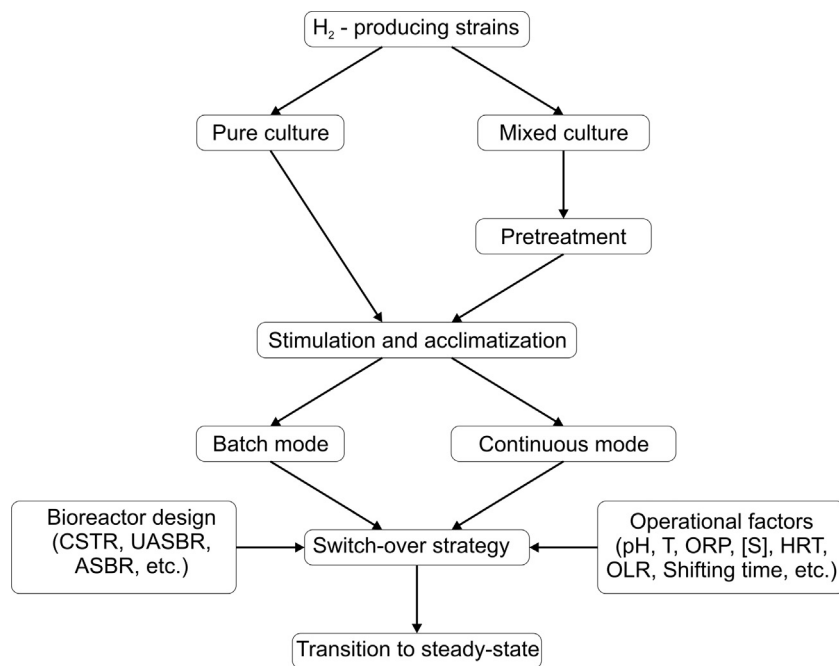 H₂ - producing strains
Pure culture
Mixed culture
Pretreatment
Stimulation and acclimatization
Batch mode
Continuous mode
Bioreactor design
(CSTR, UASBR,
ASBR, etc.)
Switch-over strategy
Operational factors
(pH, T, ORP, [S], HRT,
OLR, Shifting time, etc.)
Transition to steady-state